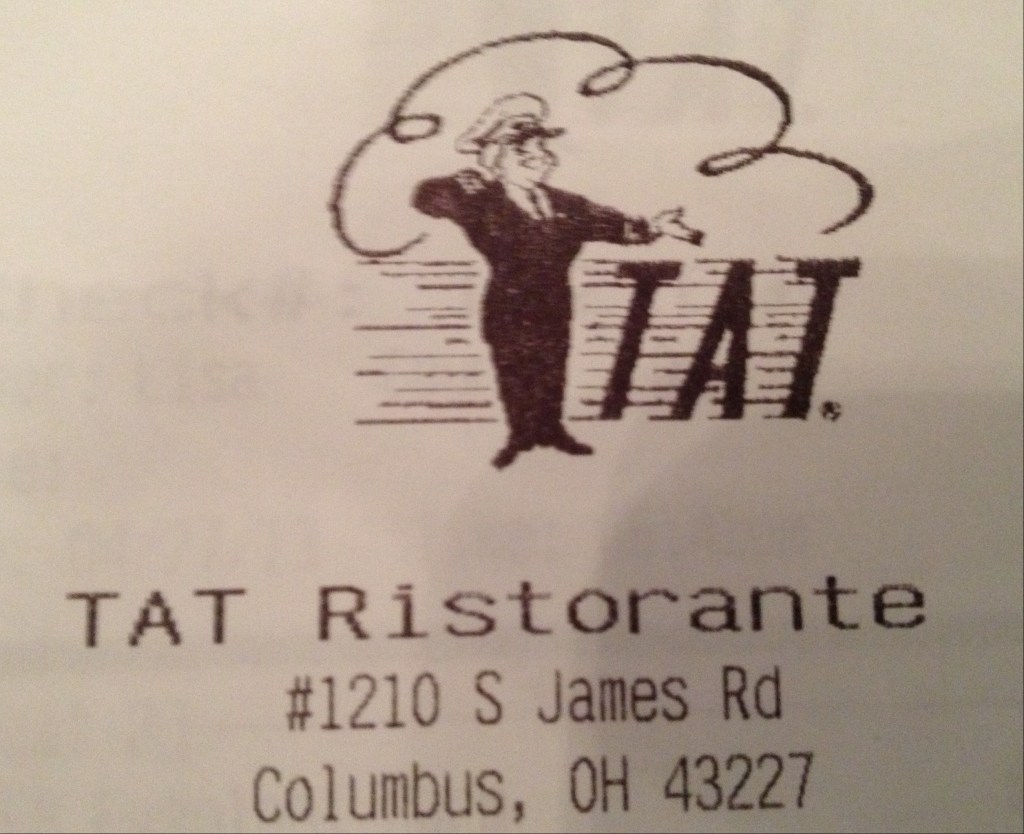 TAT®
TAT Ristorante
#1210 S James Rd
Columbus, OH 43227